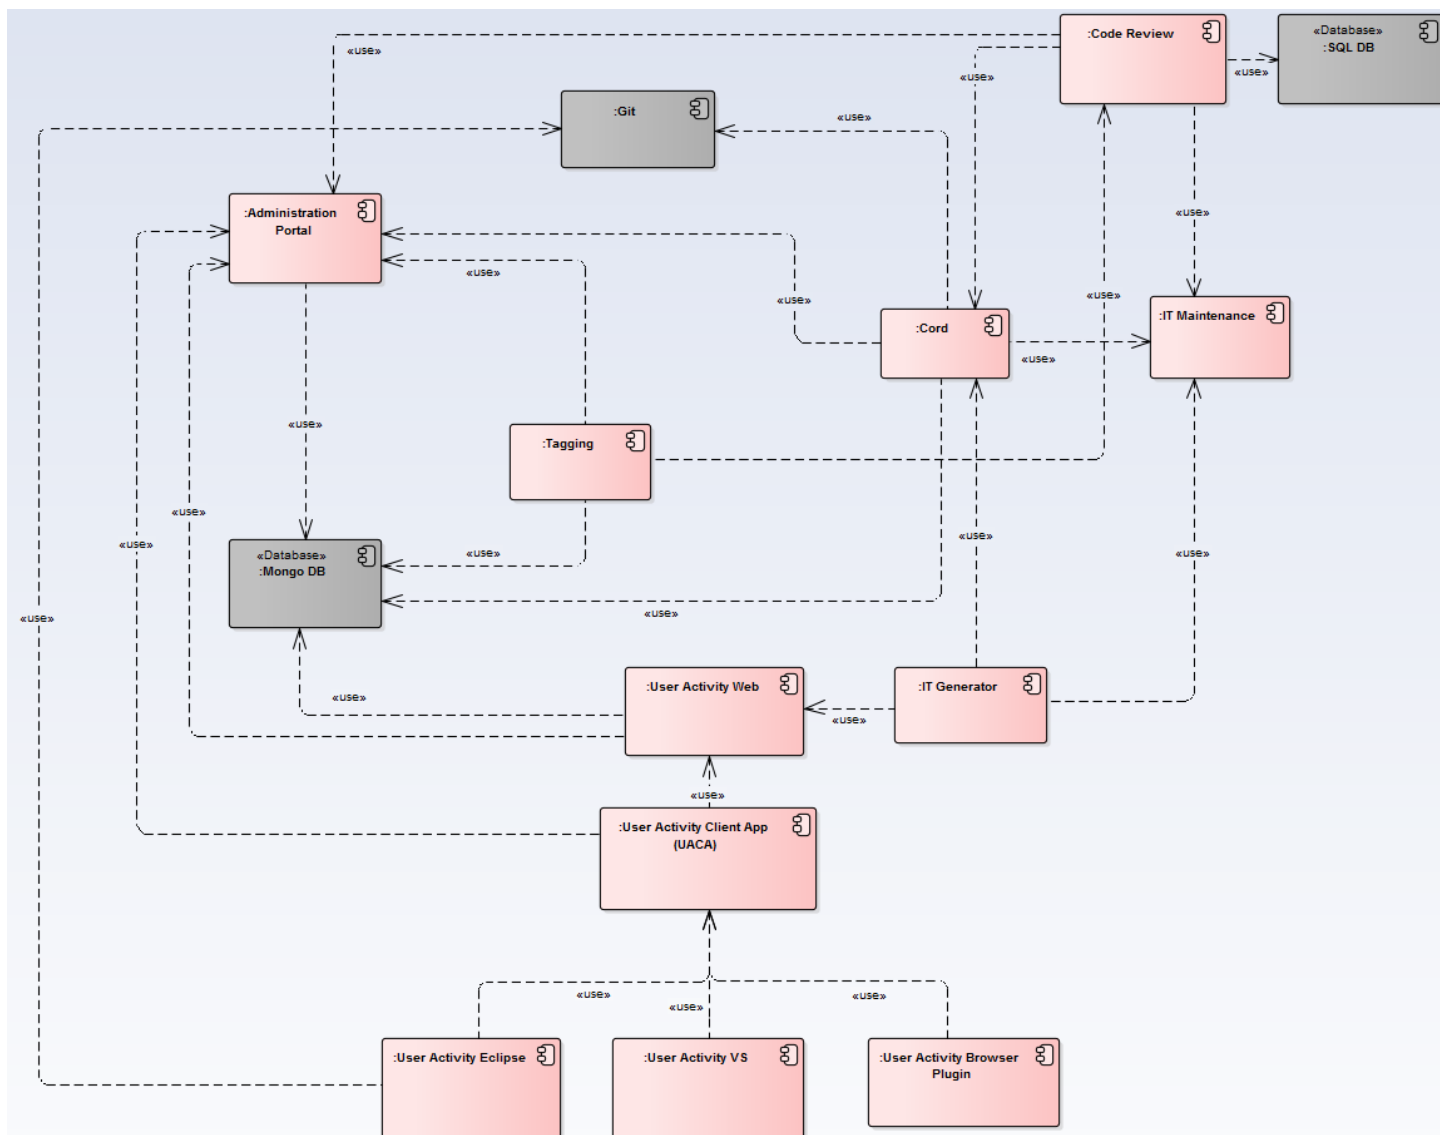 :Code Review
«Database»
:SQL DB
«use»
«use»
«use»
:Git
«use»
:Administration
Portal
«use»
«use»
«use»
«use»
:Cord
:IT Maintenance
«use»
«use»
:Tagging
«use»
«use»
«use»
«use»
«use»
«use»
«Database»
:Mongo DB
«use»
«use»
:User Activity Web
:IT Generator
«use»
«use»
«use»
:User Activity Client App
(UACA)
«use»
«use»
«use»
:User Activity Eclipse
:User Activity VS
:User Activity Browser
Plugin